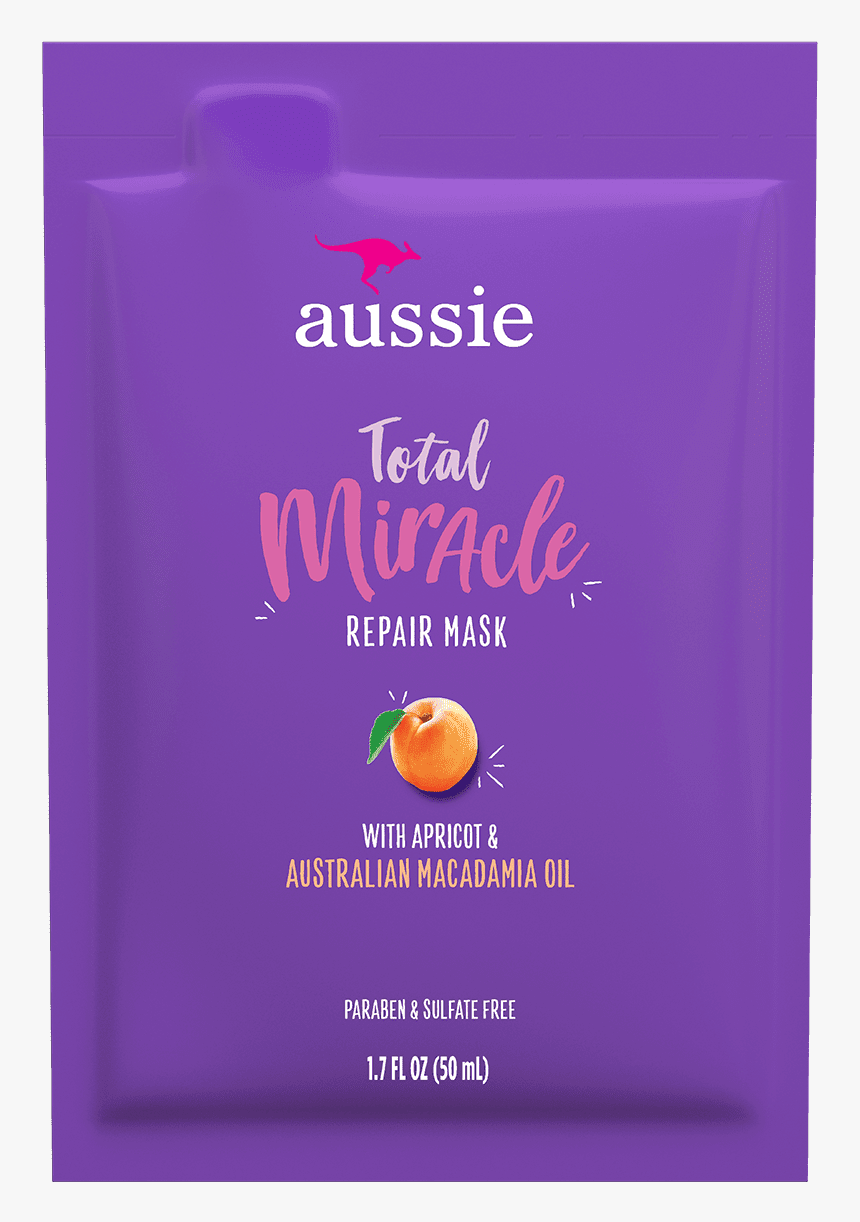 aussie
Total
Miracle
REPAIR MASK
WITH APRICOT &
AUSTRALIAN MACADAMIA OIL
PARABEN & SULFATE FREE
1.7 FL OZ (50 mL)